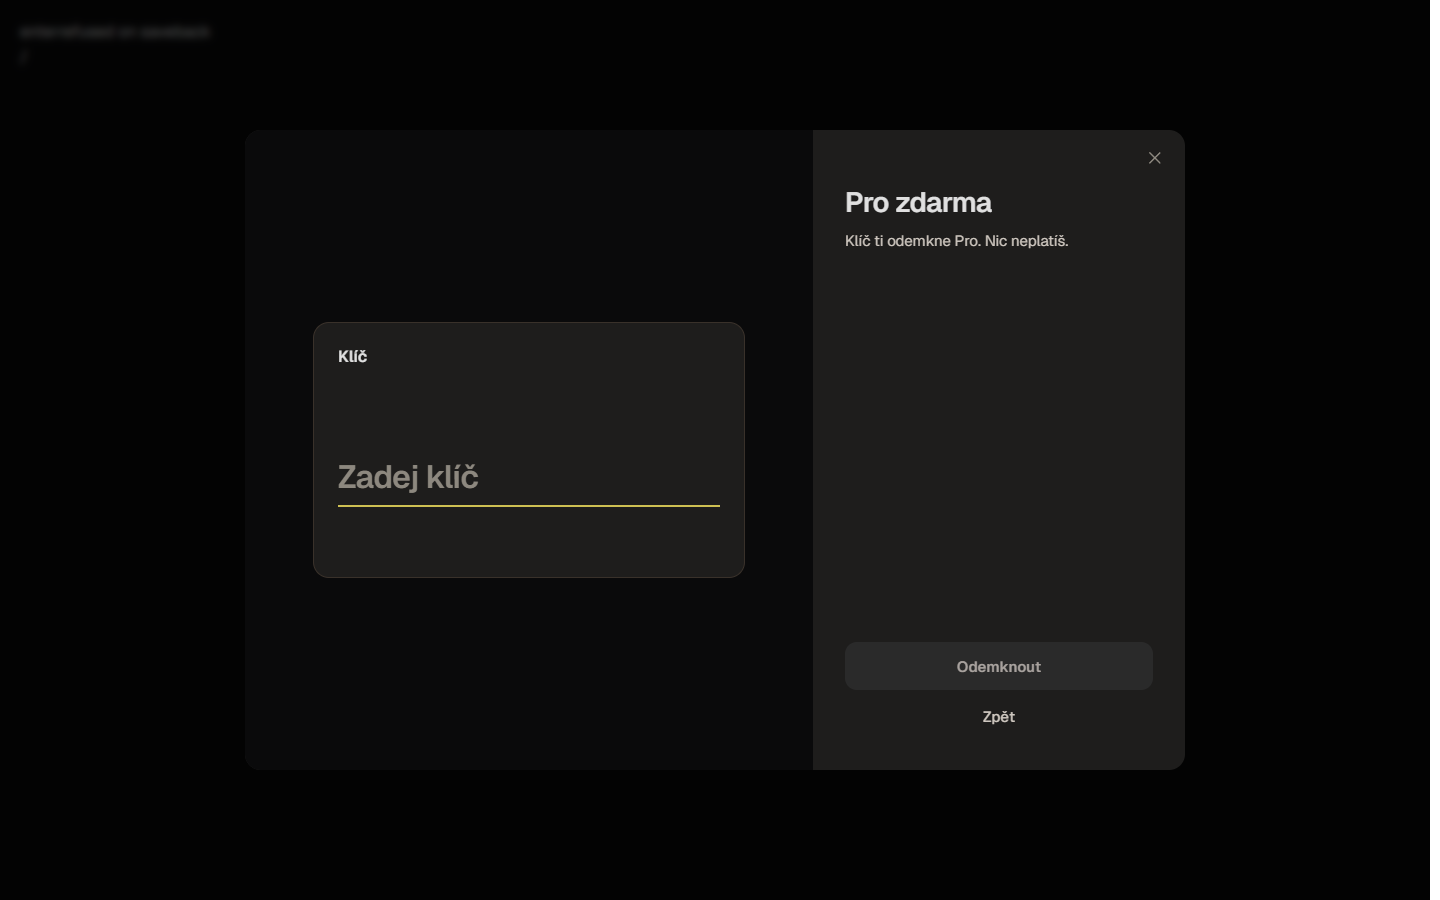 Pro zdarma
Klíč ti odemkne Pro. Nic neplatíš.
Klíč
Zadej klíč
Odemknout
Zpět